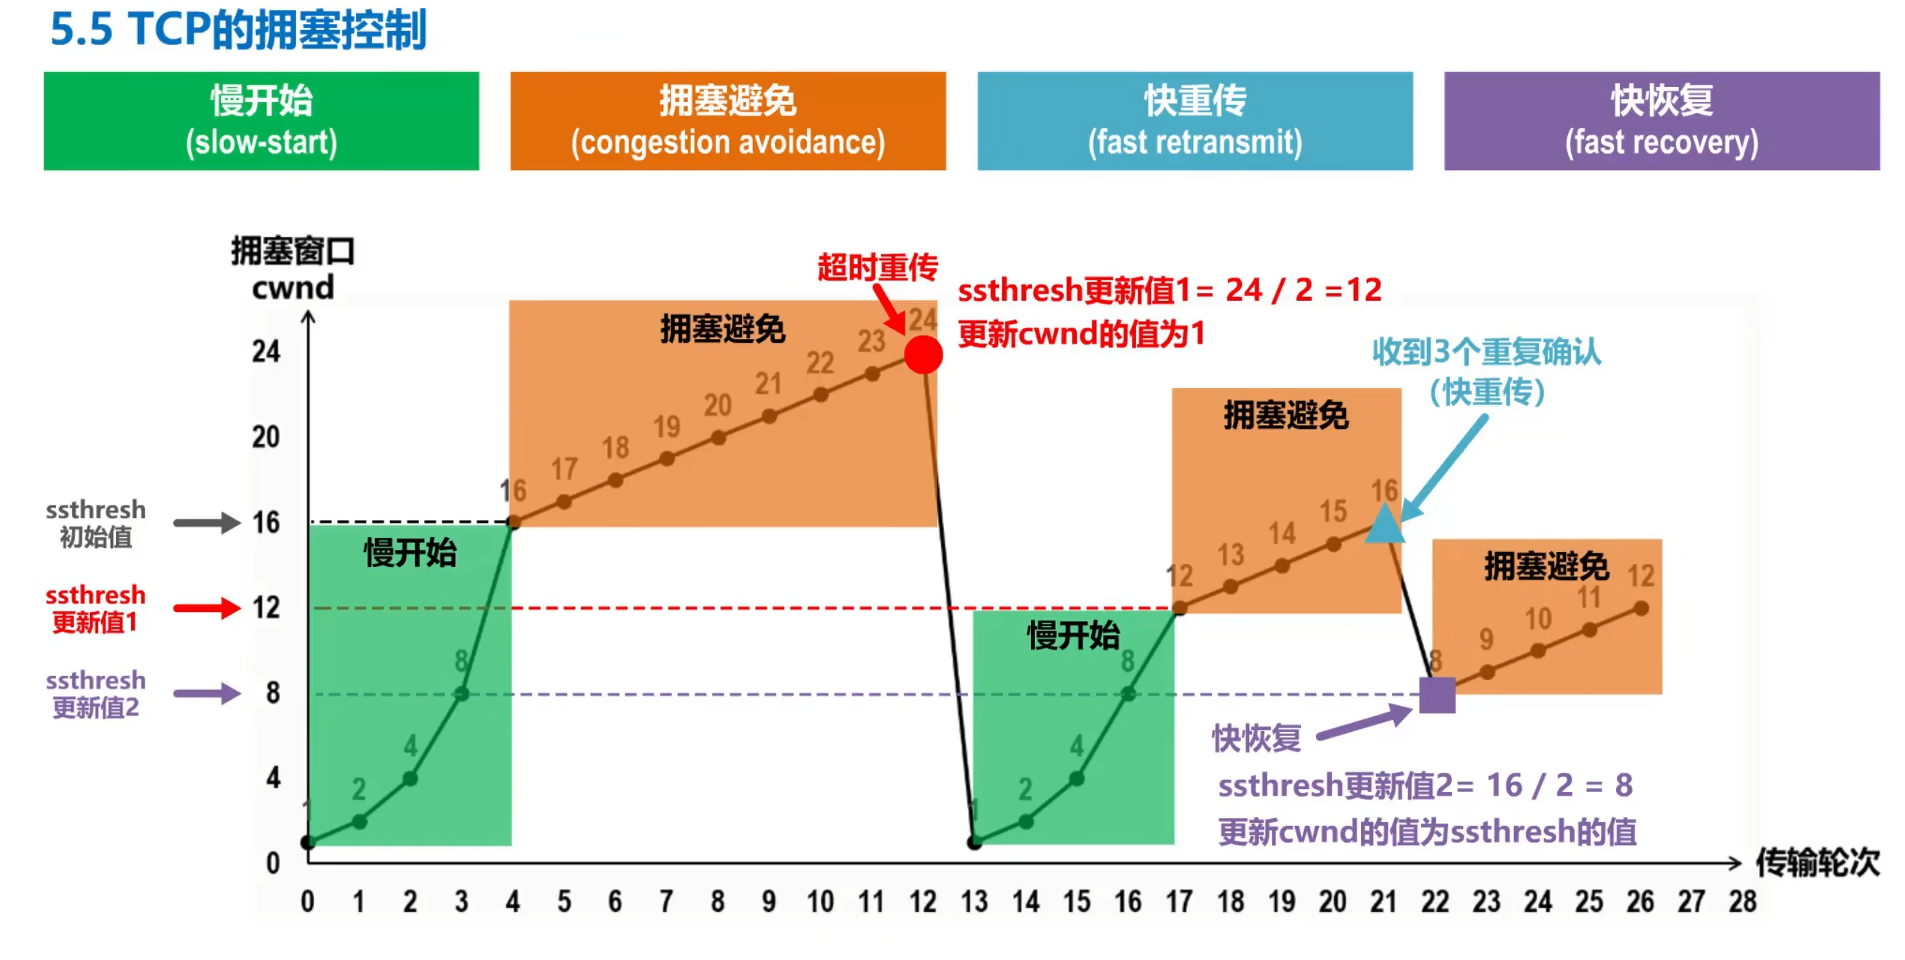 5.5 TCP的拥塞控制
慢开始
(slow-start)
拥塞避免
(congestion avoidance)
快重传
(fast retransmit)
快恢复
(fast recovery)
拥塞窗口
cwnd
超时重传
ssthresh更新值1= 24 / 2 =12
更新cwnd的值为1
拥塞避免
16
17
18
19
20
21
22
23
24
收到3个重复确认
（快重传）
拥塞避免
12
13
14
15
16
拥塞避免
8
9
10
11
12
慢开始
1
2
4
8
慢开始
1
2
4
8
ssthresh
初始值
ssthresh
更新值1
ssthresh
更新值2
24
20
16
12
8
4
0
快恢复
ssthresh更新值2= 16 / 2 = 8
更新cwnd的值为ssthresh的值
传输轮次
0 1 2 3 4 5 6 7 8 9 10 11 12 13 14 15 16 17 18 19 20 21 22 23 24 25 26 27 28